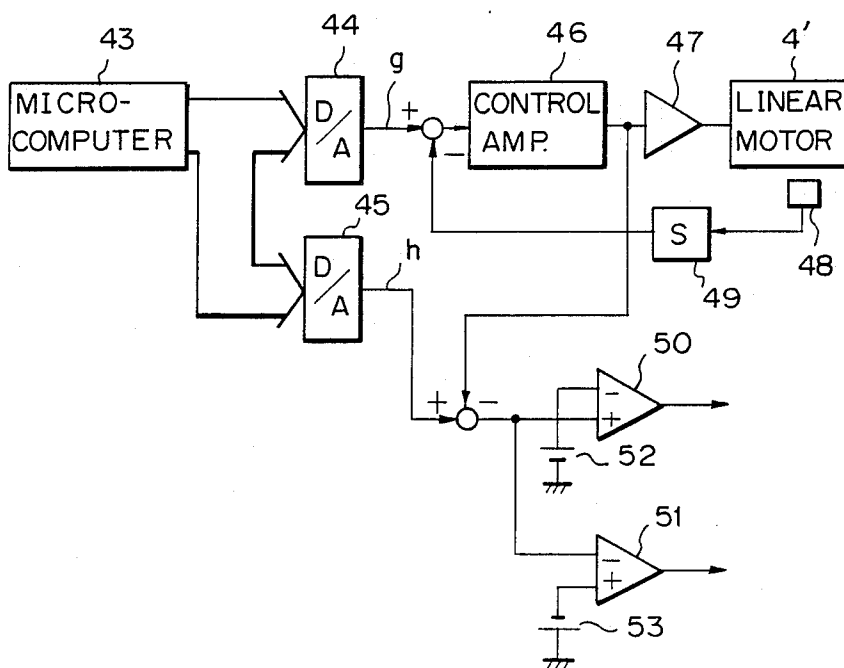 43
44
46
47
4′
MICRO-
COMPUTER
D/A
g
+
−
CONTROL
AMP.
LINEAR
MOTOR
45
D/A
h
S
49
48
50
+
−
−
+
52
51
−
+
53